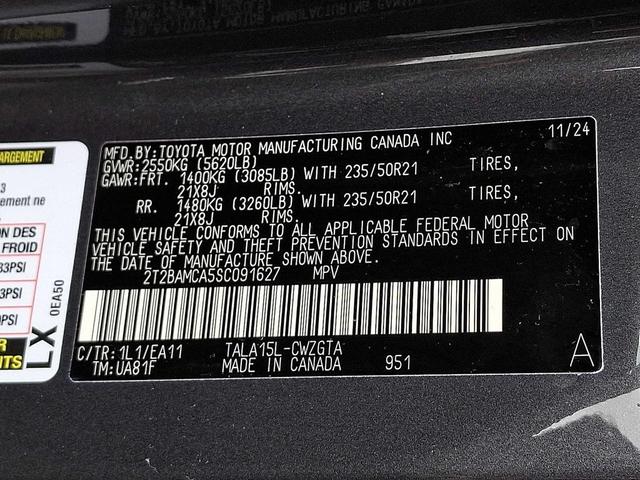 MFD.BY:TOYOTA MOTOR MANUFACTURING CANADA INC 11/24
GVWR:2550KG (5620LB)
GAWR:FRT. 1400KG (3085LB) WITH 235/50R21 TIRES,
21X8J RIMS.
RR. 1480KG (3260LB) WITH 235/50R21 TIRES,
21X8J RIMS.
THIS VEHICLE CONFORMS TO ALL APPLICABLE FEDERAL MOTOR
VEHICLE SAFETY AND THEFT PREVENTION STANDARDS IN EFFECT ON
THE DATE OF MANUFACTURE SHOWN ABOVE.
2T2BAMCA5SC091627 MPV
C/TR:1L1/EA11 TALA15L-CWZGTA
TM:UA81F MADE IN CANADA 951 A
ARGEMENT
3
ement ne
ON DES
FROID
33PSI
3PSI
0PSI
R
ITS
LX
0EA50